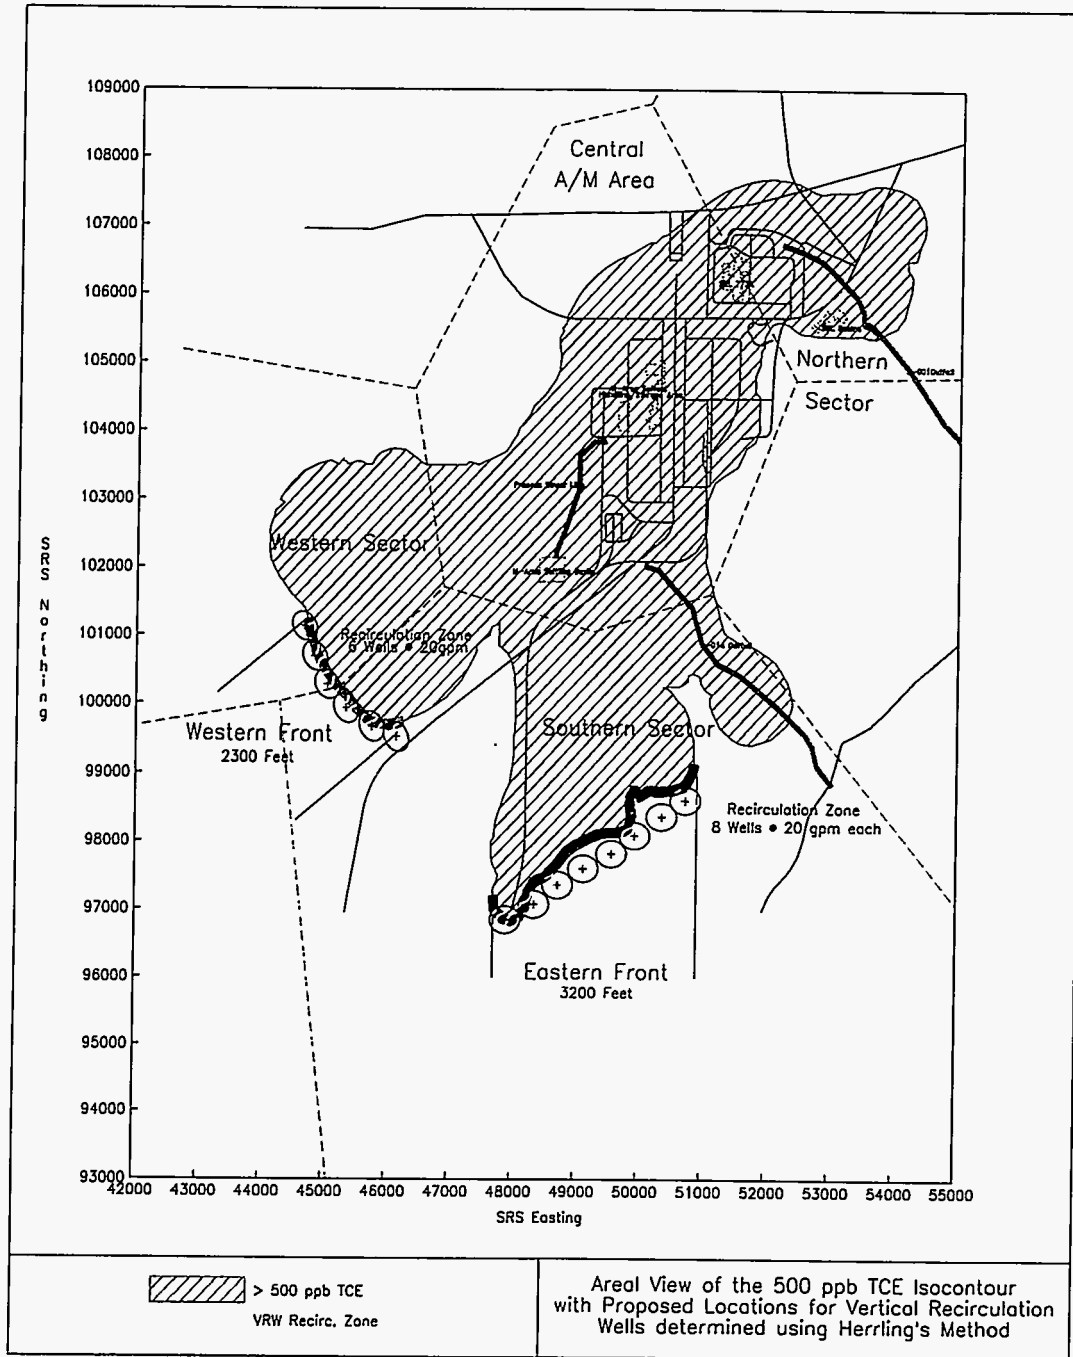 109000
108000
107000
106000
105000
104000
103000
102000
101000
100000
99000
98000
97000
96000
95000
94000
93000
SRS Northing
Central
A/M Area
Northern
Sector
Western Sector
Recirculation Zone
6 Wells • 20gpm
Western Front
2300 Feet
Southern Sector
Recirculation Zone
8 Wells • 20 gpm each
Eastern Front
3200 Feet
42000 43000 44000 45000 46000 47000 48000 49000 50000 51000 52000 53000 54000 55000
SRS Easting
> 500 ppb TCE
VRW Recirc. Zone
Areal View of the 500 ppb TCE Isocontour
with Proposed Locations for Vertical Recirculation
Wells determined using Herrling's Method